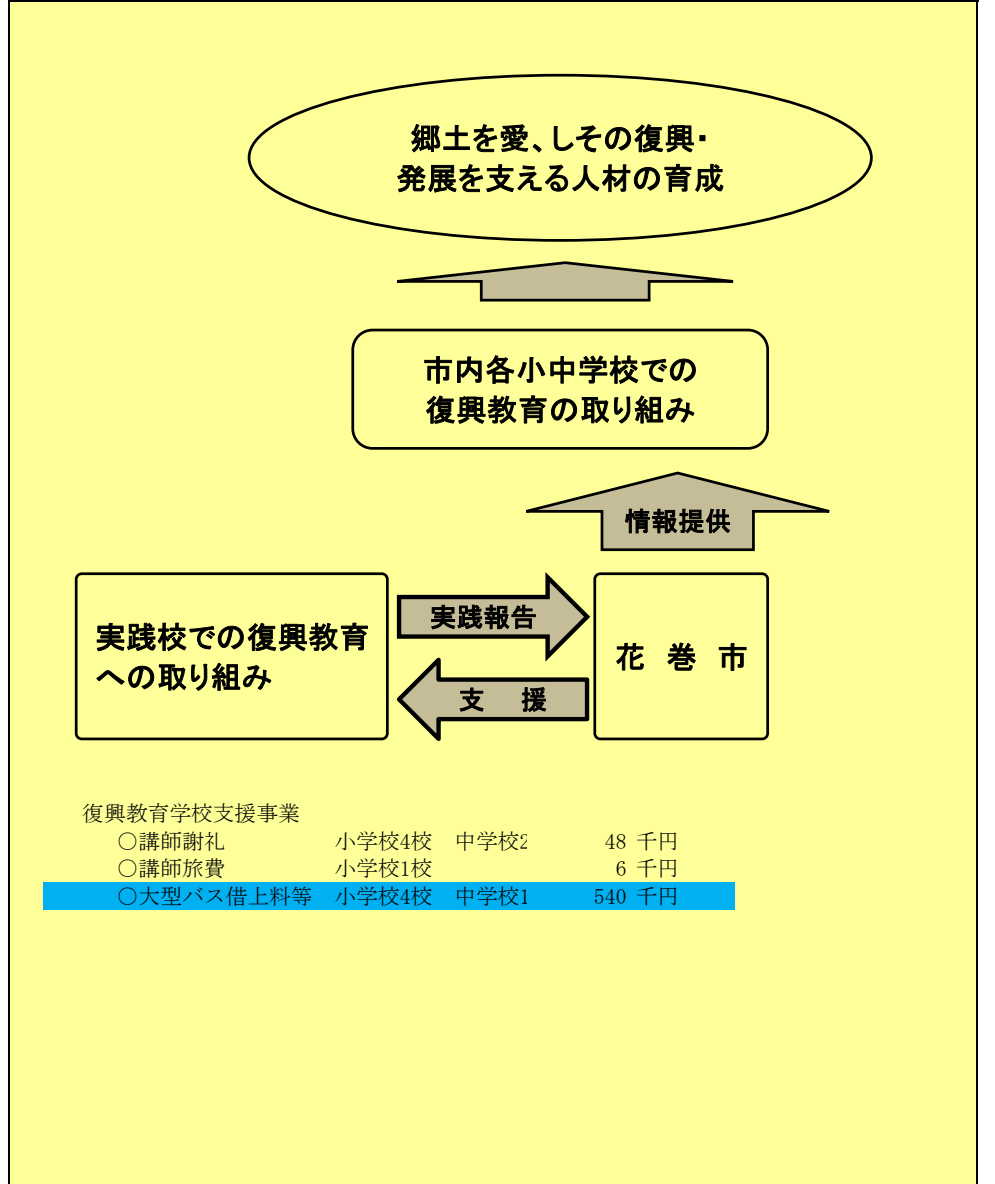 郷土を愛、しその復興・
発展を支える人材の育成
市内各小中学校での
復興教育の取り組み
情報提供
実践校での復興教育
への取り組み
実践報告
支　援
花　巻　市
復興教育学校支援事業
○講師謝礼　小学校4校　中学校2　48 千円
○講師旅費　小学校1校　6 千円
○大型バス借上料等　小学校4校　中学校1　540 千円